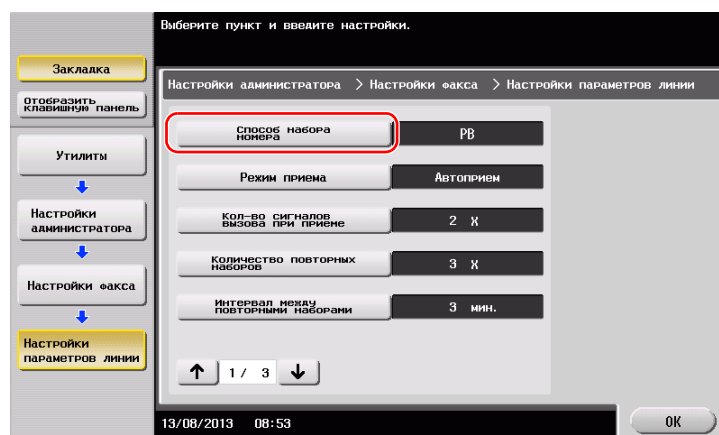 Выберите пункт и введите настройки.
Закладка
Отобразить
клавишную панель
Утилиты
Настройки
администратора
Настройки факса
Настройки
параметров линии
Настройки администратора > Настройки факса > Настройки параметров линии
Способ набора
номера
РВ
Режим приема
Автоприем
Кол-во сигналов
вызова при приеме
2 X
Количество повторных
наборов
3 X
Интервал между
повторными наборами
3 мин.
↑ 1/ 3 ↓
13/08/2013 08:53
OK